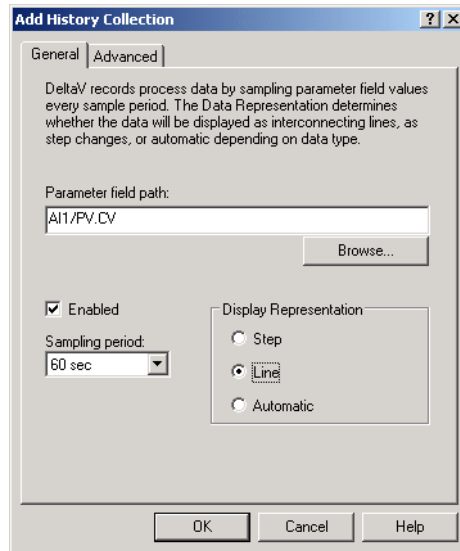 Add History Collection
General
Advanced
DeltaV records process data by sampling parameter field values
every sample period. The Data Representation determines
whether the data will be displayed as interconnecting lines, as
step changes, or automatic depending on data type.
Parameter field path:
AI1/PV.CV
Browse...
Enabled
Sampling period:
60 sec
Display Representation
Step
Line
Automatic
OK
Cancel
Help